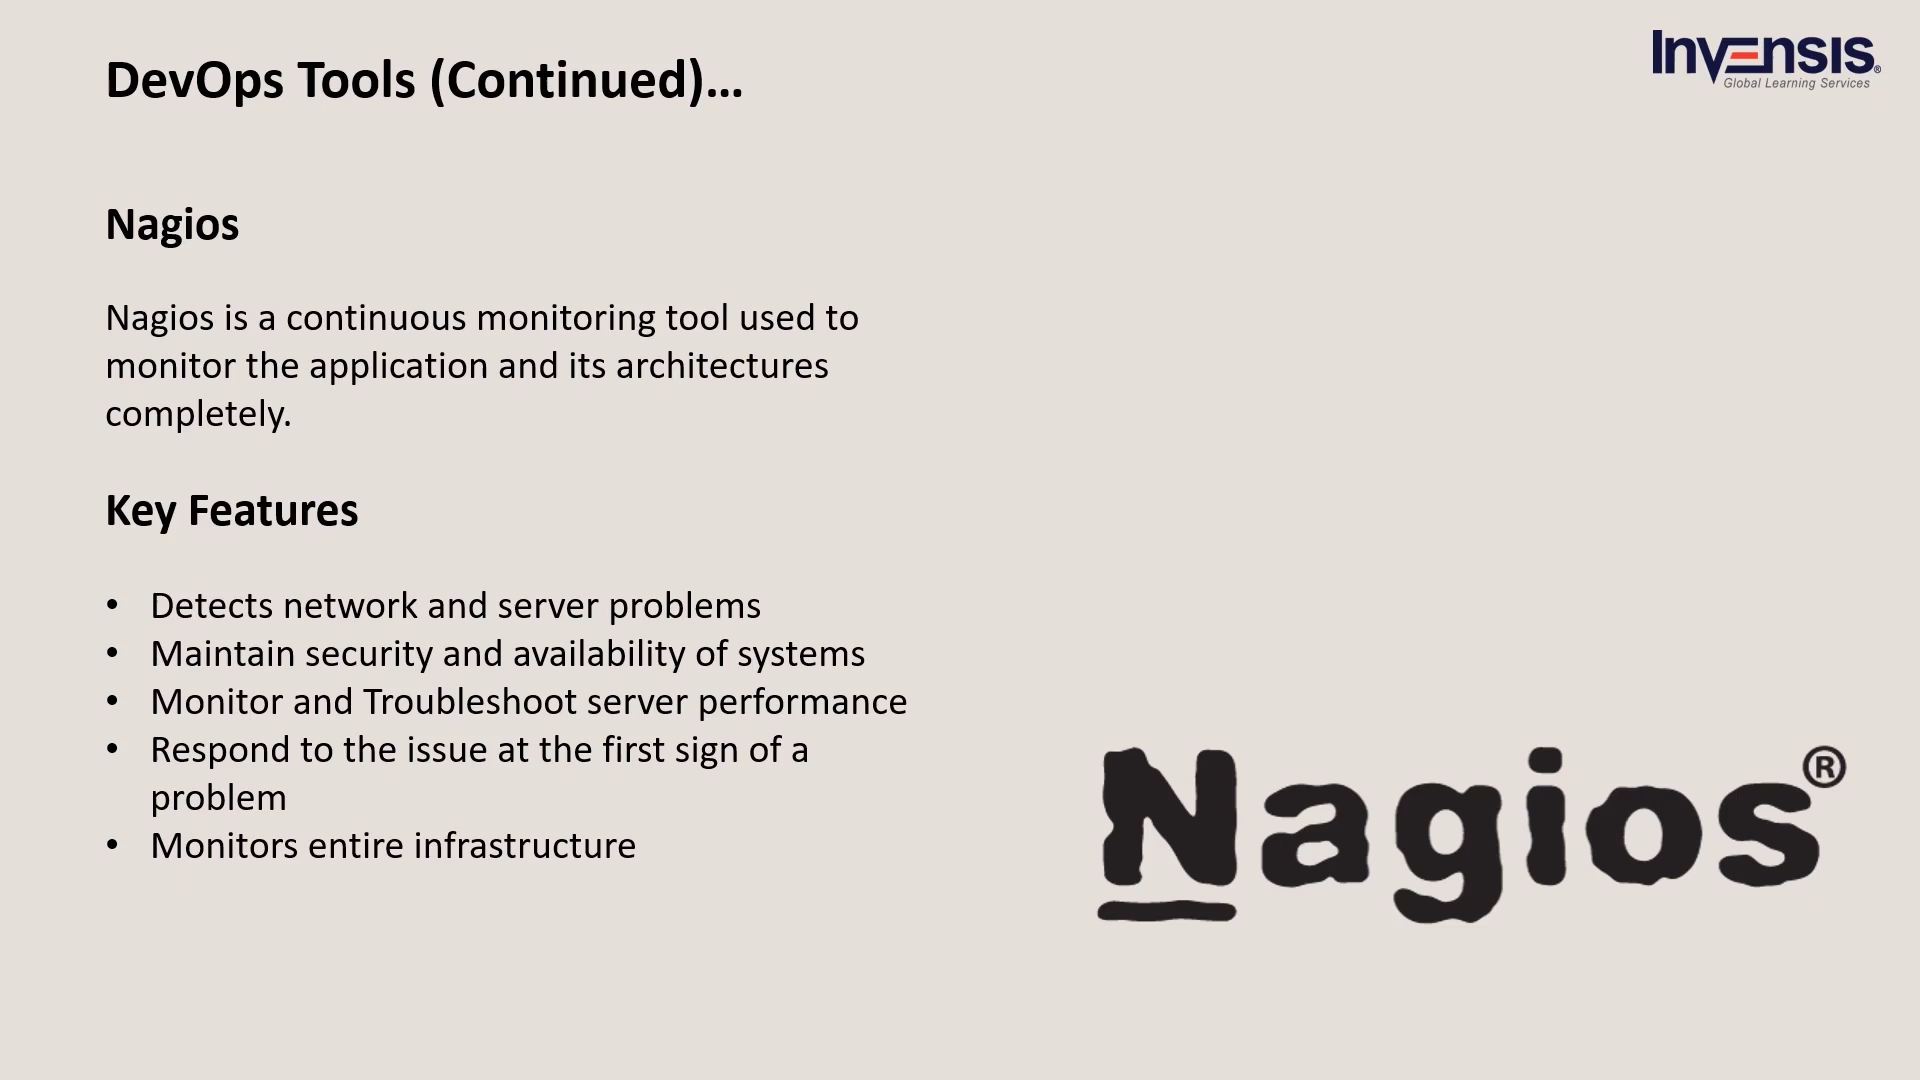 DevOps Tools (Continued)…
Invensis®
Global Learning Services
Nagios
Nagios is a continuous monitoring tool used to
monitor the application and its architectures
completely.
Key Features
• Detects network and server problems
• Maintain security and availability of systems
• Monitor and Troubleshoot server performance
• Respond to the issue at the first sign of a
problem
• Monitors entire infrastructure
Nagios®